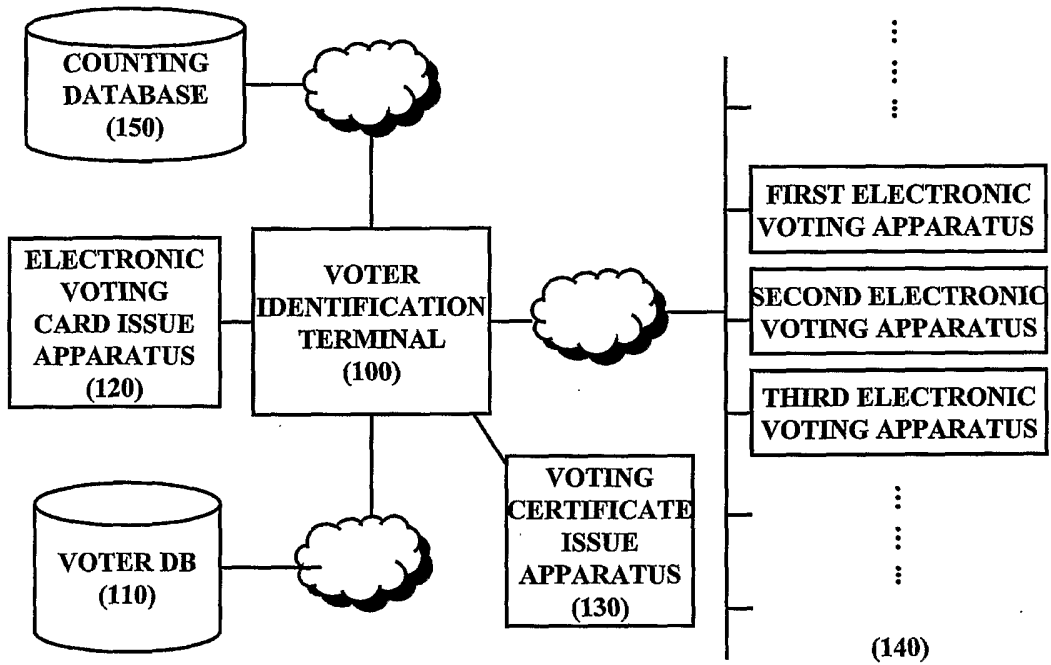 COUNTING
DATABASE
(150)
ELECTRONIC
VOTING
CARD ISSUE
APPARATUS
(120)
VOTER
IDENTIFICATION
TERMINAL
(100)
VOTER DB
(110)
VOTING
CERTIFICATE
ISSUE
APPARATUS
(130)
FIRST ELECTRONIC
VOTING APPARATUS
SECOND ELECTRONIC
VOTING APPARATUS
THIRD ELECTRONIC
VOTING APPARATUS
(140)